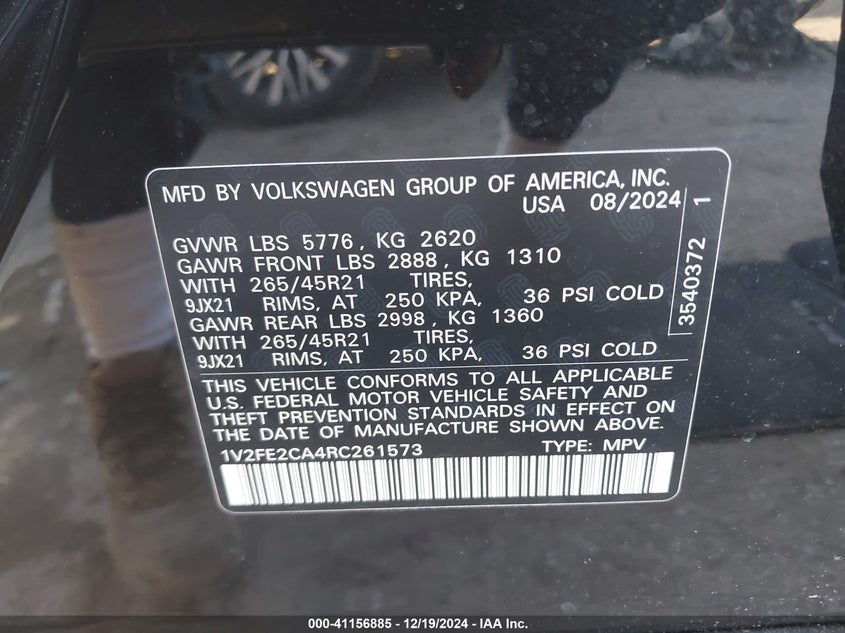 MFD BY VOLKSWAGEN GROUP OF AMERICA, INC.
USA 08/2024
GVWR LBS 5776, KG 2620
GAWR FRONT LBS 2888, KG 1310
WITH 265/45R21 TIRES,
9JX21 RIMS, AT 250 KPA, 36 PSI COLD
GAWR REAR LBS 2998, KG 1360
WITH 265/45R21 TIRES,
9JX21 RIMS, AT 250 KPA, 36 PSI COLD
3540372 1
THIS VEHICLE CONFORMS TO ALL APPLICABLE
U.S. FEDERAL MOTOR VEHICLE SAFETY AND
THEFT PREVENTION STANDARDS IN EFFECT ON
THE DATE OF MANUFACTURE SHOWN ABOVE.
1V2FE2CA4RC261573 TYPE: MPV
000-41156885 - 12/19/2024 - IAA Inc.